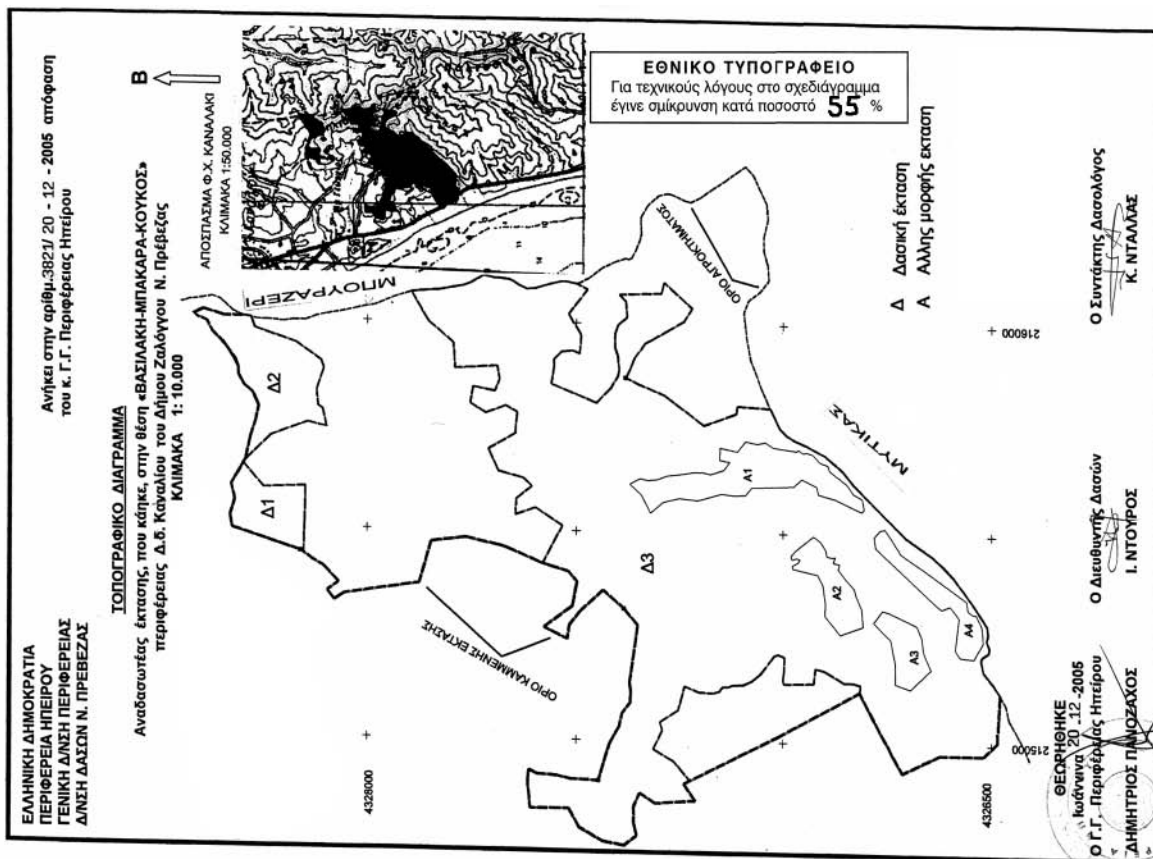 ΕΛΛΗΝΙΚΗ ΔΗΜΟΚΡΑΤΙΑ
ΠΕΡΙΦΕΡΕΙΑ ΗΠΕΙΡΟΥ
ΓΕΝΙΚΗ Δ/ΝΣΗ ΠΕΡΙΦΕΡΕΙΑΣ
Δ/ΝΣΗ ΔΑΣΩΝ Ν. ΠΡΕΒΕΖΑΣ
Ανήκει στην αριθμ.3821/ 20 - 12 - 2005 απόφαση
του κ. Γ.Γ. Περιφέρειας Ηπείρου
ΤΟΠΟΓΡΑΦΙΚΟ ΔΙΑΓΡΑΜΜΑ
Αναδασωτέας έκτασης, που κάηκε, στην θέση «ΒΑΣΙΛΑΚΗ-ΜΠΑΚΑΡΑ-ΚΟΥΚΟΣ»
περιφέρειας Δ.δ. Καναλίου του Δήμου Ζαλόγγου Ν. Πρέβεζας
ΚΛΙΜΑΚΑ 1: 10.000
Β
ΑΠΟΣΠΑΣΜΑ Φ.Χ. ΚΑΝΑΛΑΚΙ
ΚΛΙΜΑΚΑ 1:50.000
ΕΘΝΙΚΟ ΤΥΠΟΓΡΑΦΕΙΟ
Για τεχνικούς λόγους στο σχεδιάγραμμα
έγινε σμίκρυνση κατά ποσοστό 55 %
ΜΠΟΥΡΑΖΕΡΙ
Δ1
Δ2
Δ3
Α1
Α2
Α3
Α4
ΟΡΙΟ ΚΑΜΜΕΝΗΣ ΕΚΤΑΣΗΣ
ΟΡΙΟ ΑΓΡΟΚΤΗΜΑΤΟΣ
ΜΥΤΙΚΑΣ
4328000
4326500
215000
216000
Δ Δασική έκταση
Α Αλλης μορφής έκταση
ΘΕΩΡΗΘΗΚΕ
Ιωάννινα 20 .12 -2005
Ο Γ.Γ. Περιφέρειας Ηπείρου
ΔΗΜΗΤΡΙΟΣ ΠΑΝΟΖΑΧΟΣ
Ο Διευθυντής Δασών
Ι. ΝΤΟΥΡΟΣ
Ο Συντάκτης Δασολόγος
Κ. ΝΤΑΛΛΑΣ